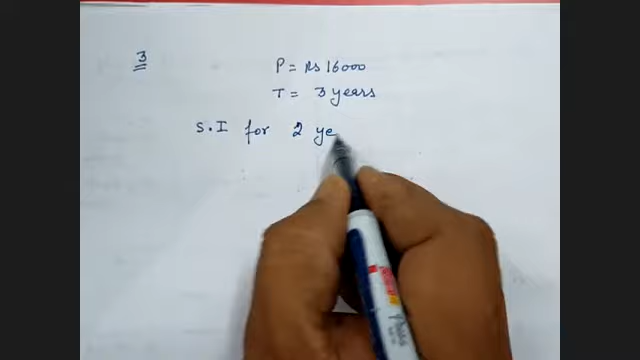 3
P = Rs 16000
T = 3 years
S.I for 2 ye